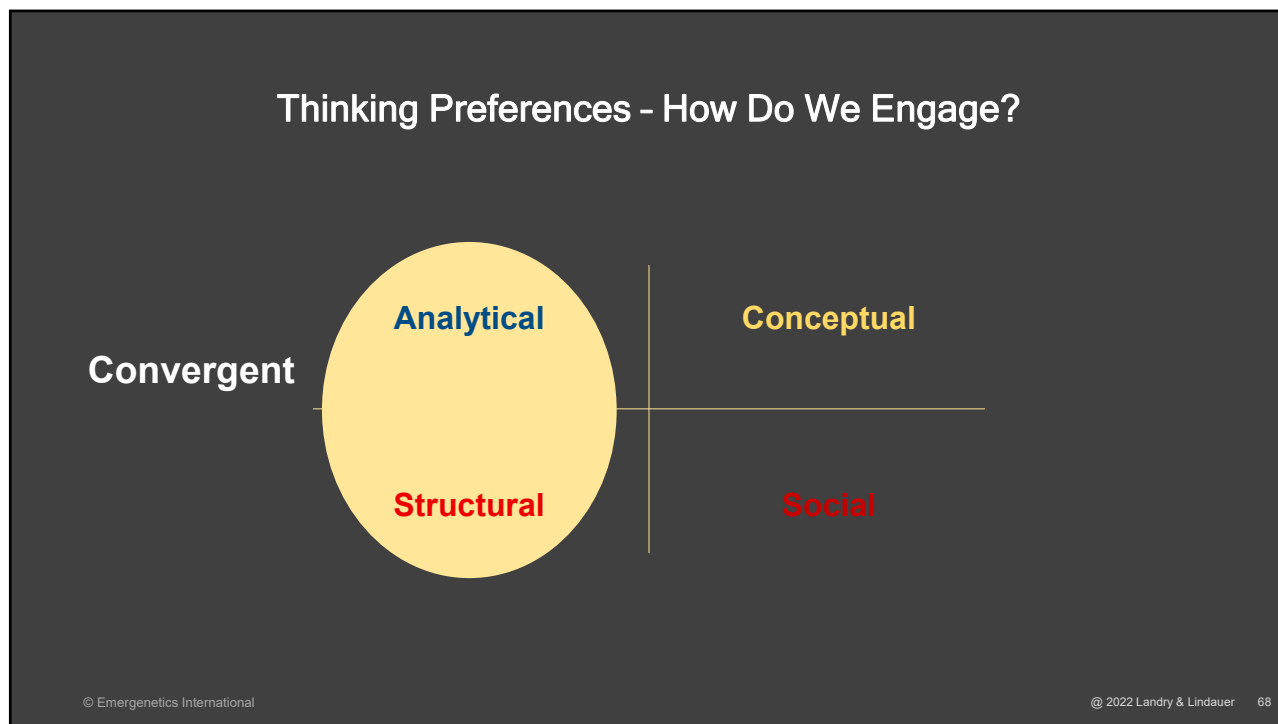 Thinking Preferences - How Do We Engage?
Analytical
Conceptual
Convergent
Structural
Social
© Emergenetics International
@ 2022 Landry & Lindauer 68